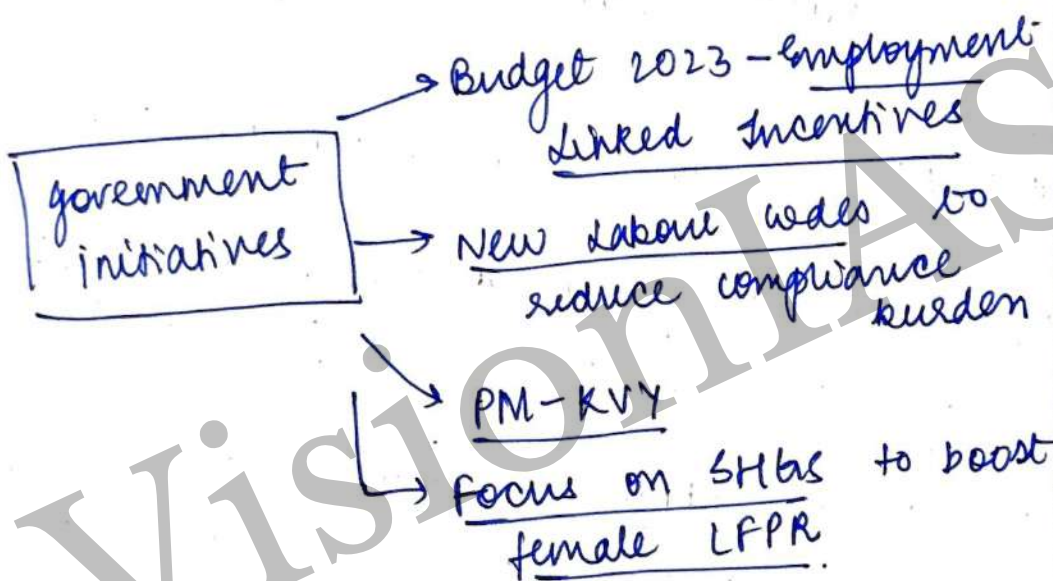 government
initiatives
Budget 2023 - Employment
Linked Incentives
New Labour codes to
reduce compliance
burden
PM-KVY
Focus on SHGs to boost
female LFPR.
VisionIAS